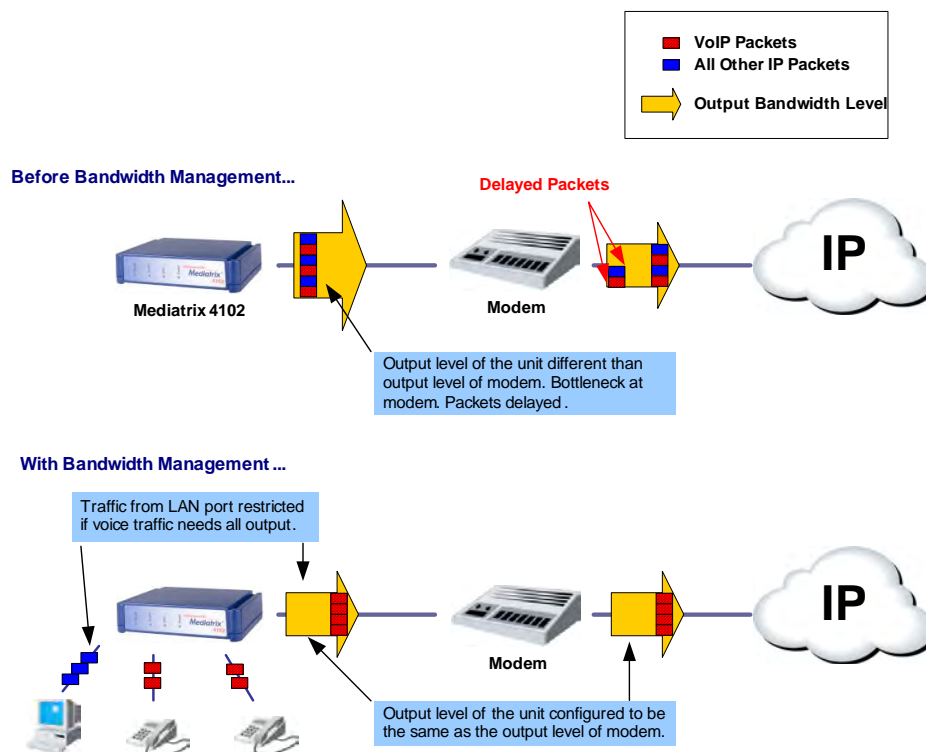 VoIP Packets
All Other IP Packets
Output Bandwidth Level
Before Bandwidth Management...
Delayed Packets
Mediatrix
4102
IP
Mediatrix 4102
Modem
Output level of the unit different than
output level of modem. Bottleneck at
modem. Packets delayed .
With Bandwidth Management ...
Traffic from LAN port restricted
if voice traffic needs all output.
Mediatrix
4102
IP
Modem
Output level of the unit configured to be
the same as the output level of modem.